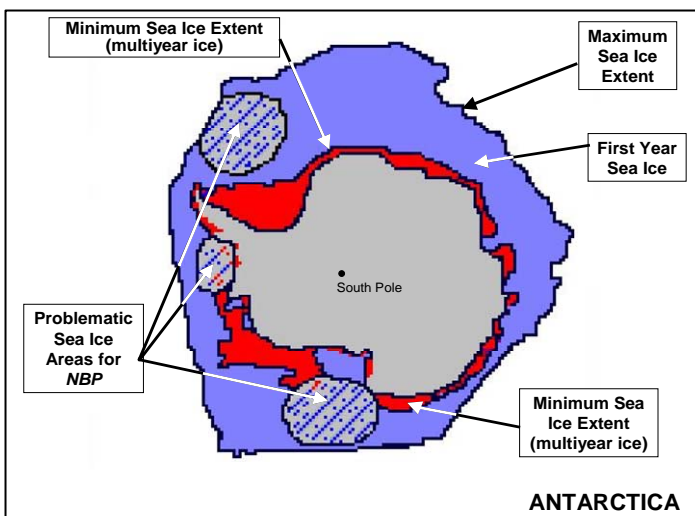 Minimum Sea Ice Extent
(multiyear ice)
Maximum
Sea Ice
Extent
First Year
Sea Ice
South Pole
Problematic
Sea Ice
Areas for
NBP
Minimum Sea
Ice Extent
(multiyear ice)
ANTARCTICA